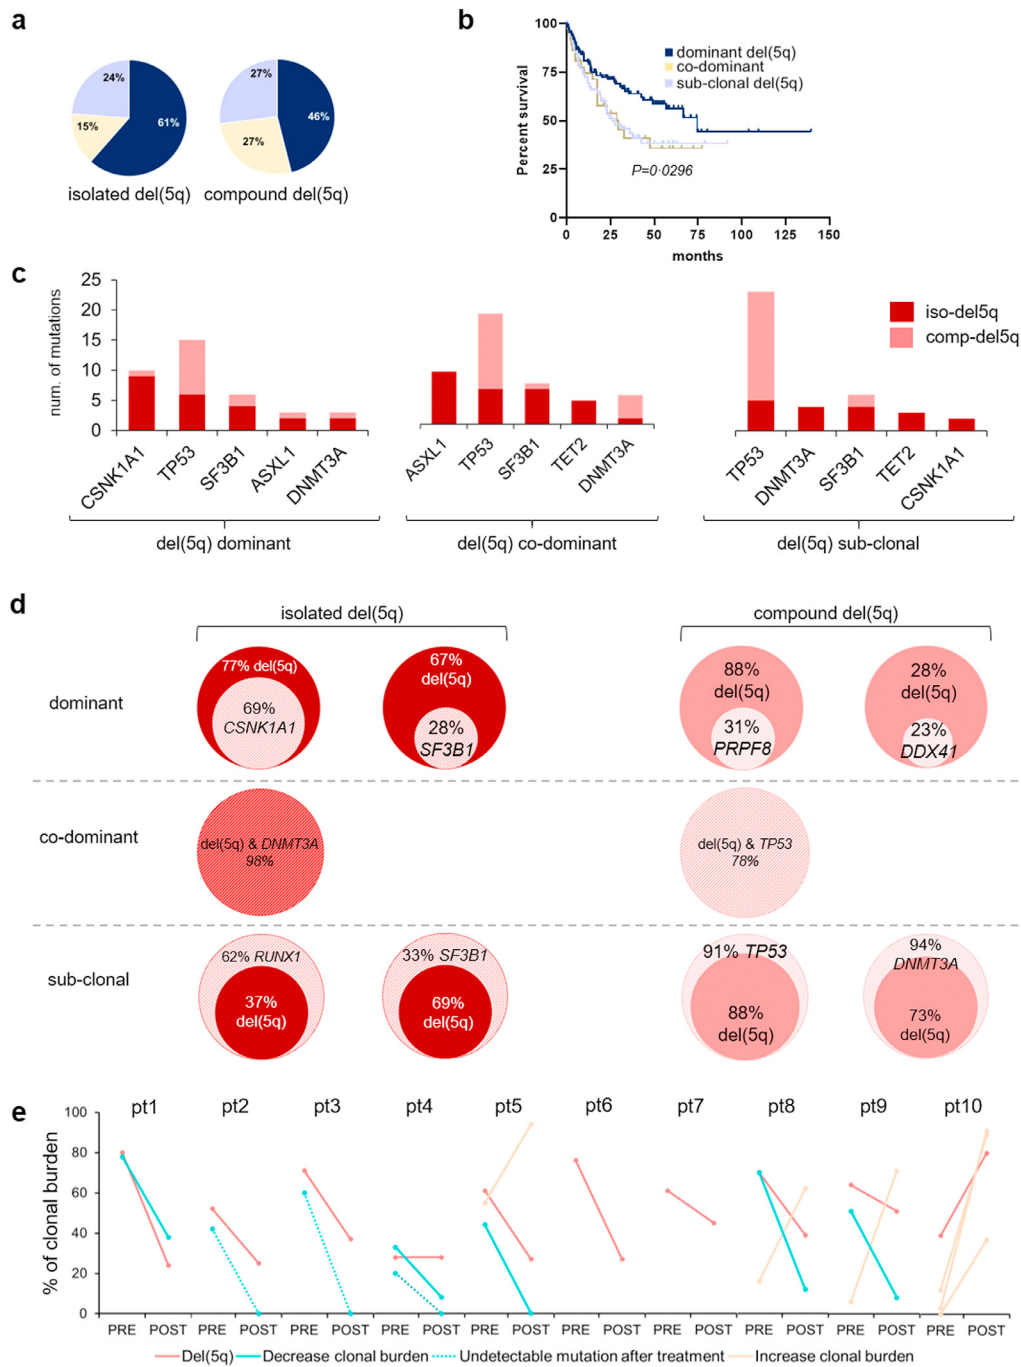 a
24%
61%
15%
isolated del(5q)
27%
46%
27%
compound del(5q)
b
Percent survival
100
75
50
25
0
dominant del(5q)
co-dominant
sub-clonal del(5q)
P=0·0296
0 25 50 75 100 125 150
months
c
num. of mutations
25
20
15
10
5
0
iso-del5q
comp-del5q
CSNK1A1 TP53 SF3B1 ASXL1 DNMT3A
del(5q) dominant
ASXL1 TP53 SF3B1 TET2 DNMT3A
del(5q) co-dominant
TP53 DNMT3A SF3B1 TET2 CSNK1A1
del(5q) sub-clonal
d
isolated del(5q)
compound del(5q)
dominant
77% del(5q)
69%
CSNK1A1
67%
del(5q)
28%
SF3B1
88%
del(5q)
31%
PRPF8
28%
del(5q)
23%
DDX41
co-dominant
del(5q) & DNMT3A
98%
del(5q) & TP53
78%
sub-clonal
62% RUNX1
37%
del(5q)
33% SF3B1
69%
del(5q)
91% TP53
88%
del(5q)
94%
DNMT3A
73%
del(5q)
e
% of clonal burden
100
80
60
40
20
0
pt1 pt2 pt3 pt4 pt5 pt6 pt7 pt8 pt9 pt10
PRE POST PRE POST PRE POST PRE POST PRE POST PRE POST PRE POST PRE POST PRE POST PRE POST
Del(5q) Decrease clonal burden Undetectable mutation after treatment Increase clonal burden